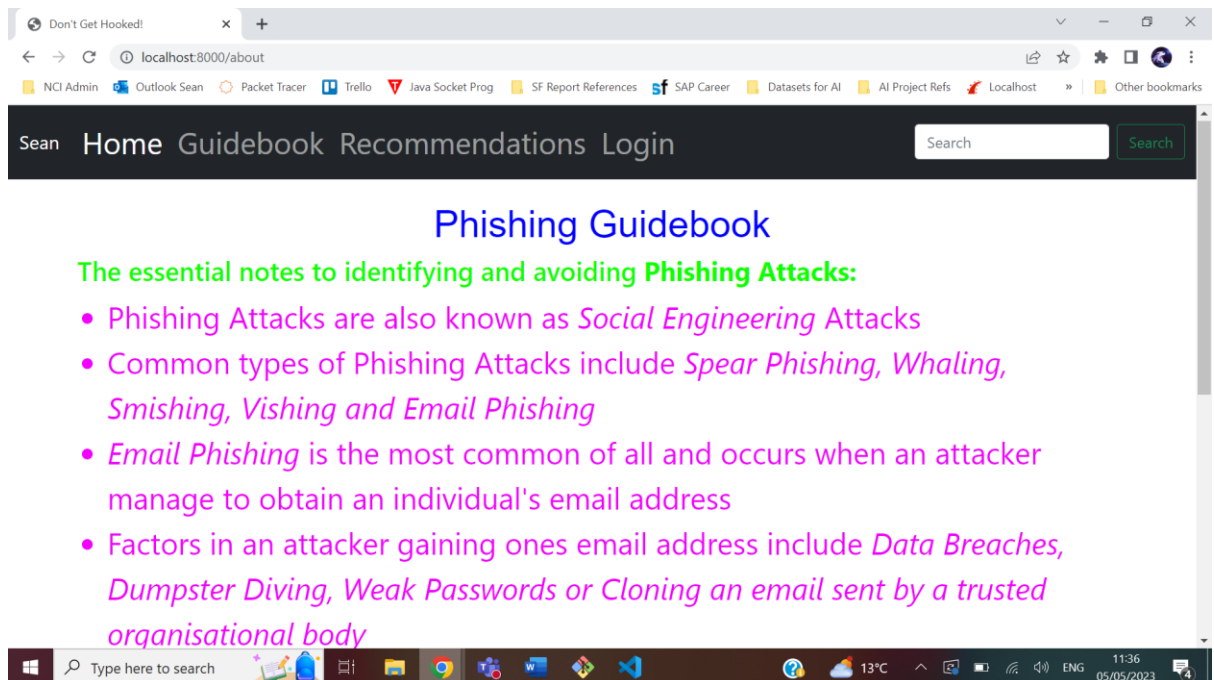 Don't Get Hooked!
localhost:8000/about
NCI Admin Outlook Sean Packet Tracer Trello Java Socket Prog SF Report References SAP Career Datasets for AI AI Project Refs Localhost » Other bookmarks
Sean Home Guidebook Recommendations Login Search Search
Phishing Guidebook
The essential notes to identifying and avoiding Phishing Attacks:
• Phishing Attacks are also known as Social Engineering Attacks
• Common types of Phishing Attacks include Spear Phishing, Whaling,
Smishing, Vishing and Email Phishing
• Email Phishing is the most common of all and occurs when an attacker
manage to obtain an individual's email address
• Factors in an attacker gaining ones email address include Data Breaches,
Dumpster Diving, Weak Passwords or Cloning an email sent by a trusted
organisational body
Type here to search 13°C ENG 11:36
05/05/2023 4